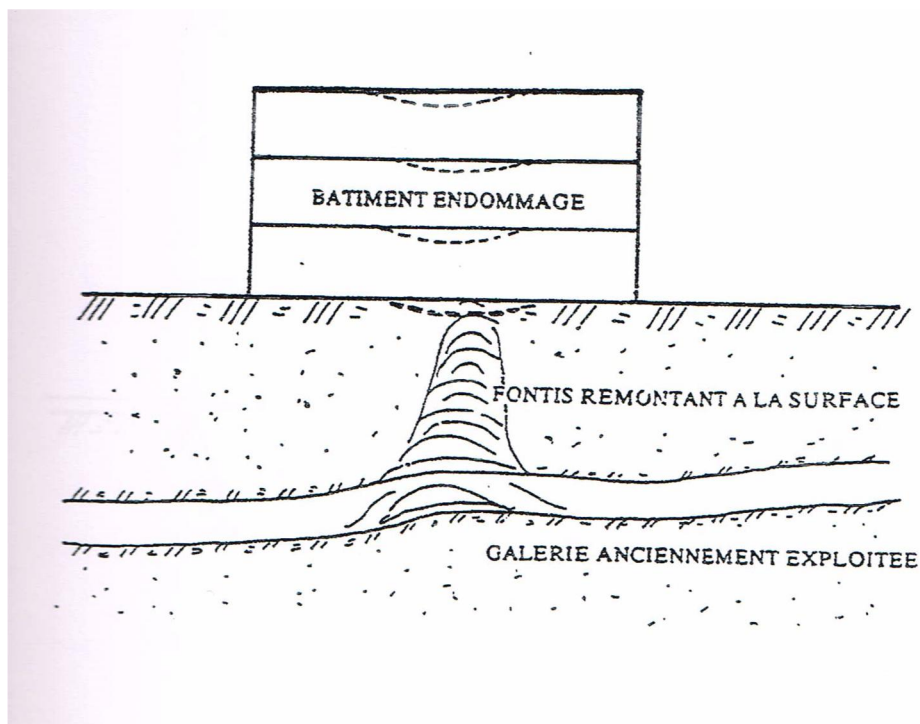 BATIMENT ENDOMMAGE
FONTIS REMONTANT A LA SURFACE
GALERIE ANCIENNEMENT EXPLOITEE